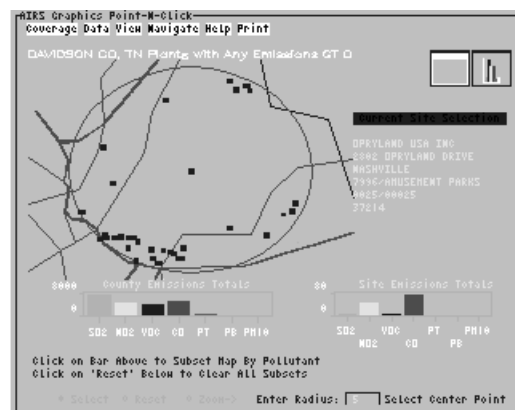 AIRS Graphics Point-N-Click
Coverage Data View Navigate Help Print
DAVIDSON CO, TN Plants with Any Emissions GT 0
Current Site Selection
OPRYLAND USA INC
2802 OPRYLAND DRIVE
NASHVILLE
7996/AMUSEMENT PARKS
0025/00025
37214
County Emissions Totals
8000
0
SO2 NO2 VOC CO PT PB PM10
Site Emissions Totals
80
0
SO2 VOC PT PM10
NO2 CO PB
Click on Bar Above to Subset Map By Pollutant
Click on 'Reset' Below to Clear All Subsets
* Select * Reset * Zoom-> Enter Radius: 5 Select Center Point